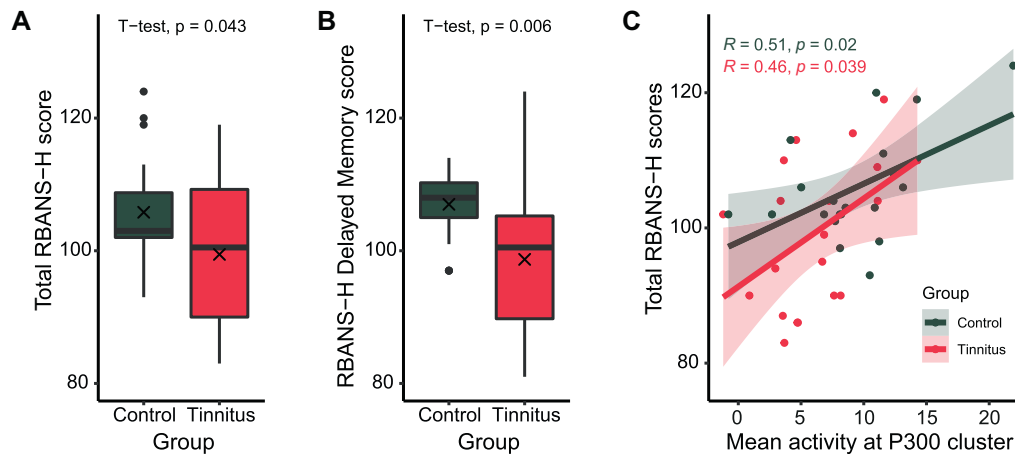 A
T−test, p = 0.043
Total RBANS−H score
120
100
80
Control Tinnitus
Group
B
T−test, p = 0.006
RBANS−H Delayed Memory score
120
100
80
Control Tinnitus
Group
C
R = 0.51, p = 0.02
R = 0.46, p = 0.039
Total RBANS−H scores
120
100
80
Group
Control
Tinnitus
0 5 10 15 20
Mean activity at P300 cluster